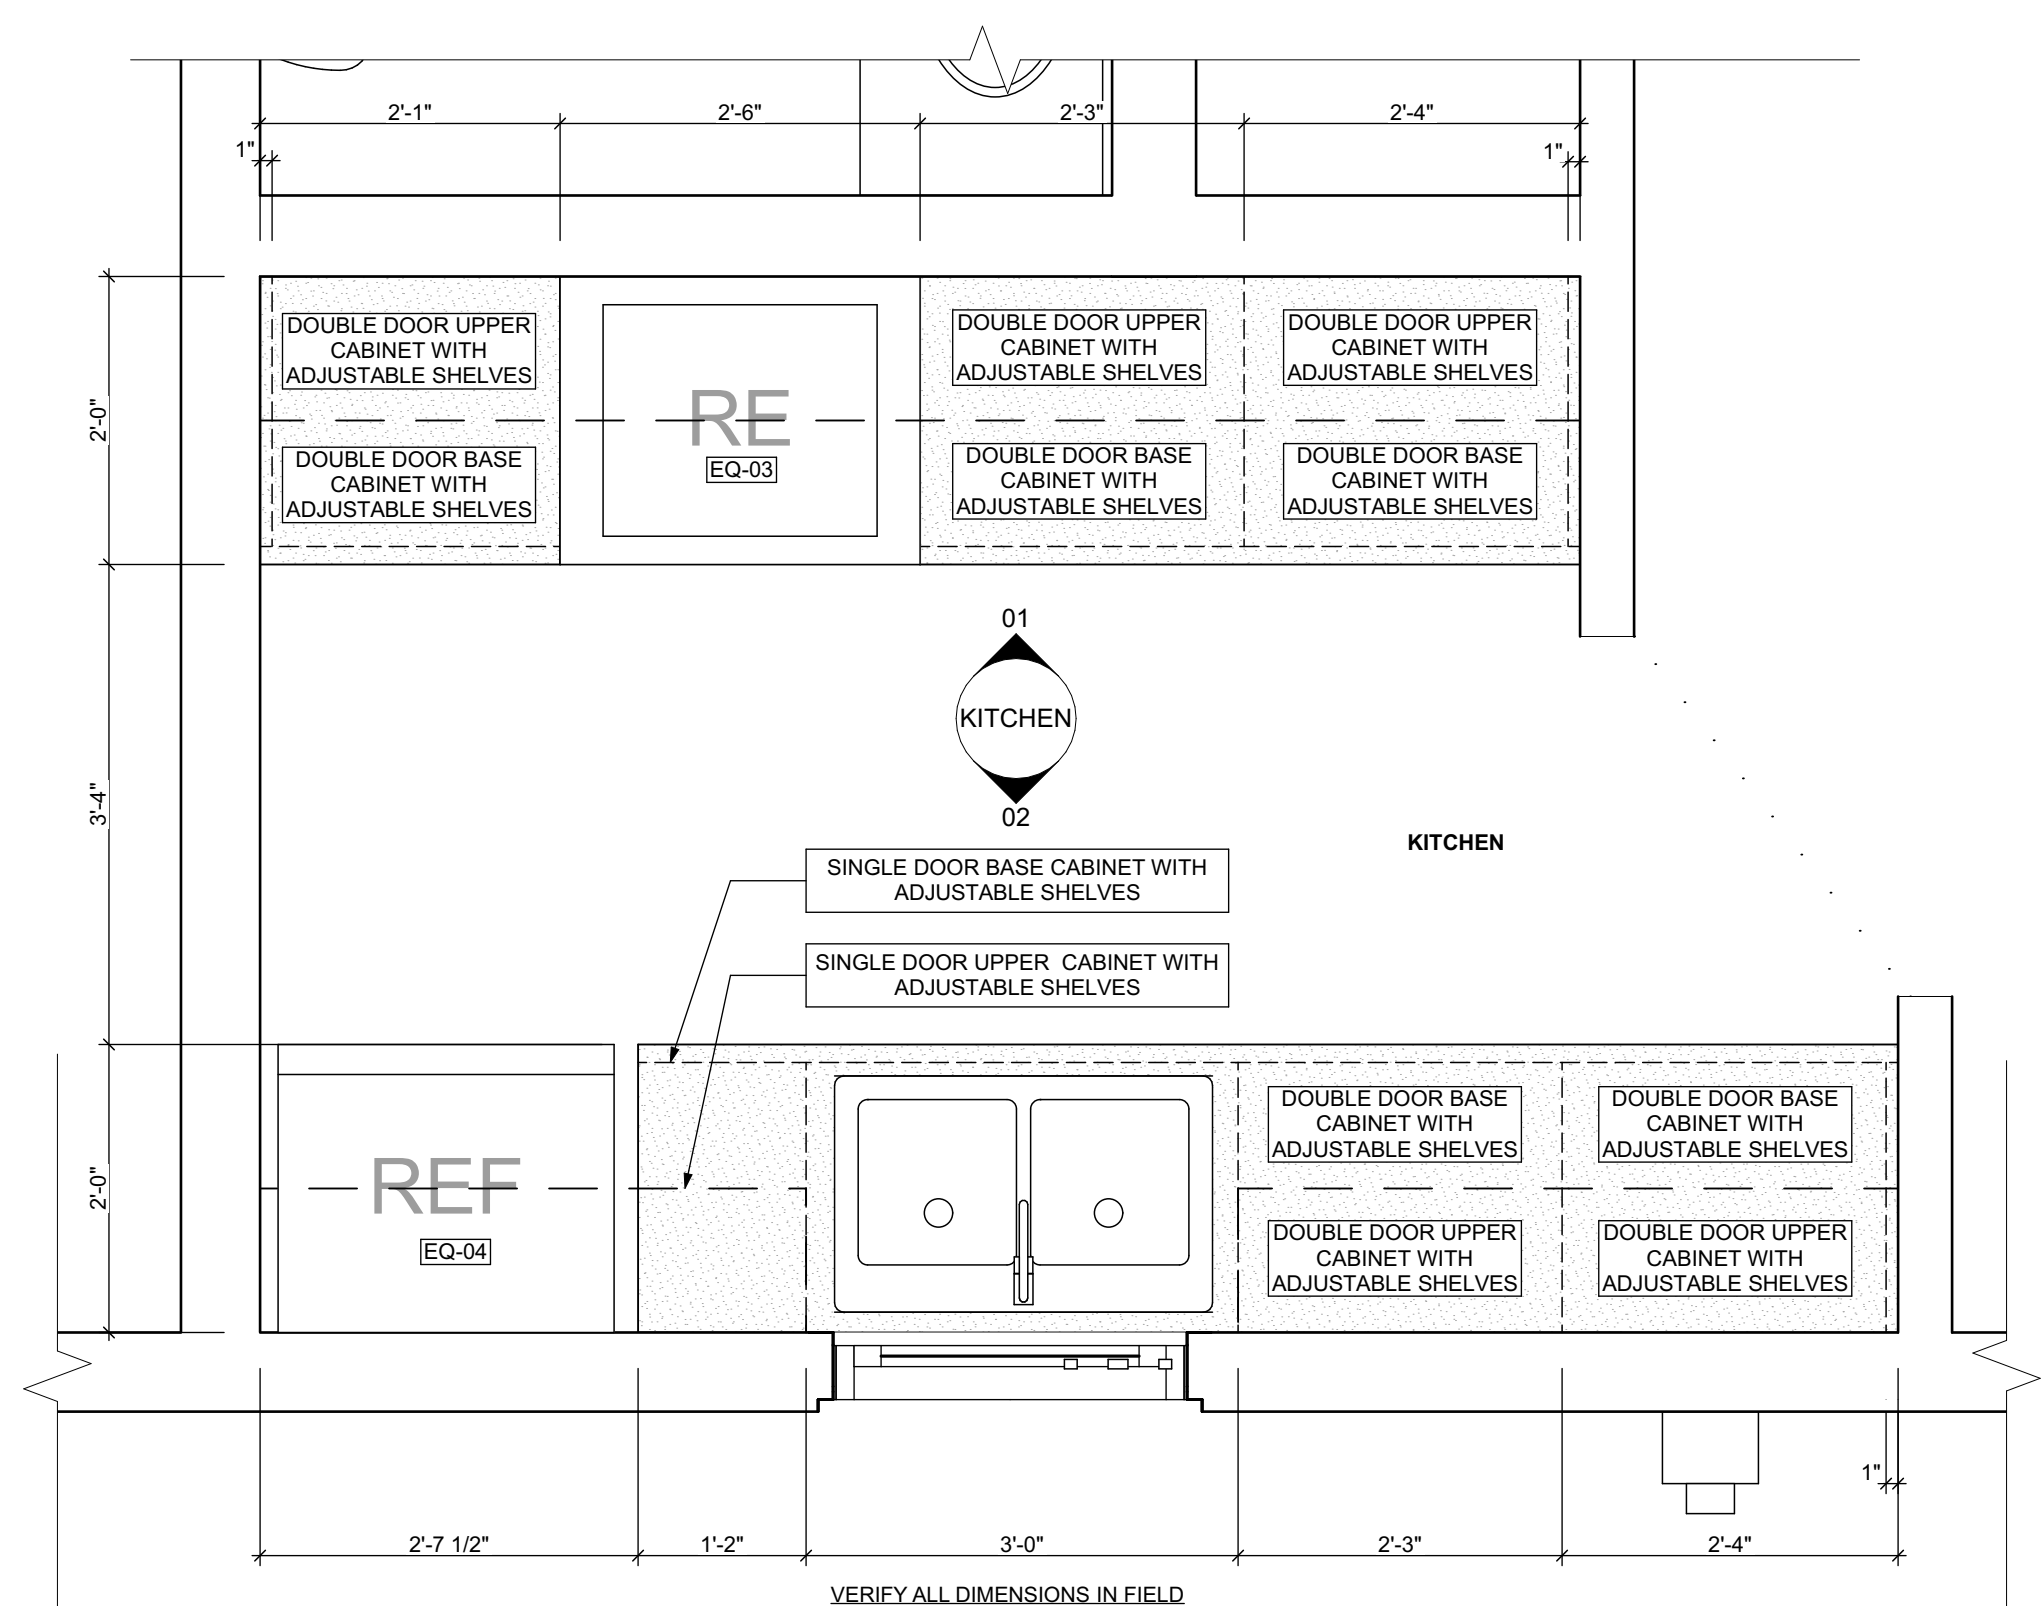 2'-1"
2'-6"
2'-3"
2'-4"
1"
1"
DOUBLE DOOR UPPER
CABINET WITH
ADJUSTABLE SHELVES
DOUBLE DOOR UPPER
CABINET WITH
ADJUSTABLE SHELVES
DOUBLE DOOR UPPER
CABINET WITH
ADJUSTABLE SHELVES
2'-0"
RE
EQ-03
DOUBLE DOOR BASE
CABINET WITH
ADJUSTABLE SHELVES
DOUBLE DOOR BASE
CABINET WITH
ADJUSTABLE SHELVES
DOUBLE DOOR BASE
CABINET WITH
ADJUSTABLE SHELVES
01
KITCHEN
02
3'-4"
KITCHEN
SINGLE DOOR BASE CABINET WITH
ADJUSTABLE SHELVES
SINGLE DOOR UPPER CABINET WITH
ADJUSTABLE SHELVES
2'-0"
REF
EQ-04
DOUBLE DOOR BASE
CABINET WITH
ADJUSTABLE SHELVES
DOUBLE DOOR BASE
CABINET WITH
ADJUSTABLE SHELVES
DOUBLE DOOR UPPER
CABINET WITH
ADJUSTABLE SHELVES
DOUBLE DOOR UPPER
CABINET WITH
ADJUSTABLE SHELVES
1"
2'-7 1/2"
1'-2"
3'-0"
2'-3"
2'-4"
VERIFY ALL DIMENSIONS IN FIELD